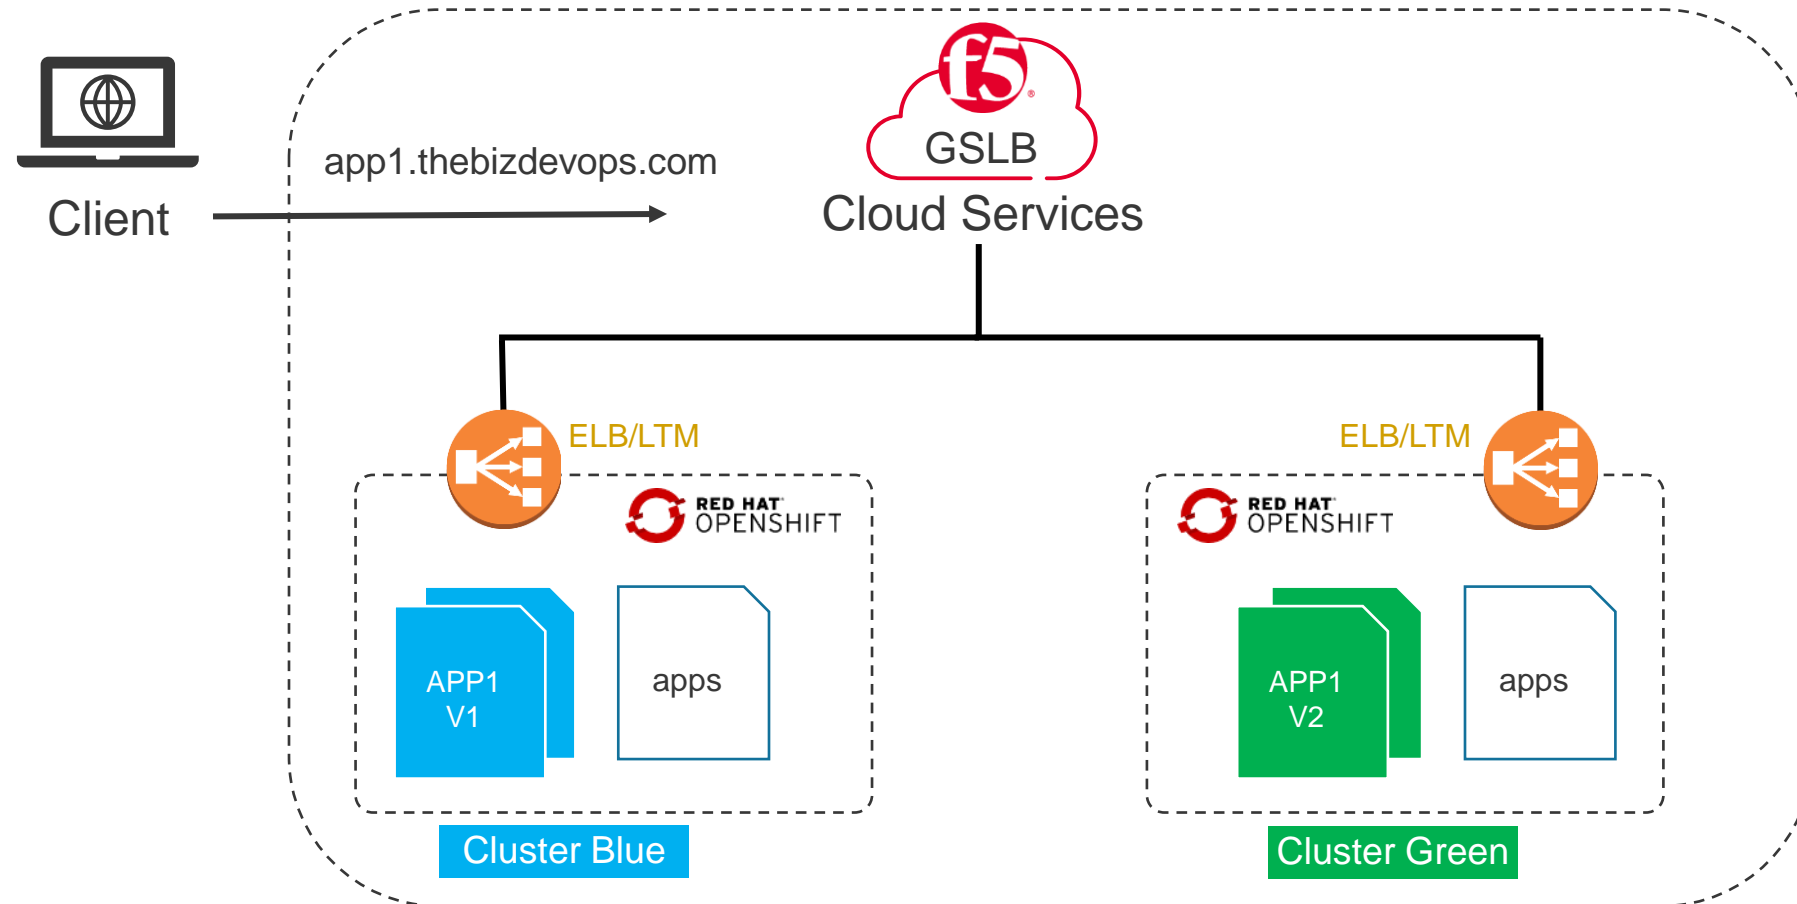 f5
®
GSLB
Cloud Services
app1.thebizdevops.com
Client
ELB/LTM
ELB/LTM
RED HAT
OPENSHIFT
RED HAT
OPENSHIFT
APP1
V1
apps
APP1
V2
apps
Cluster Blue
Cluster Green